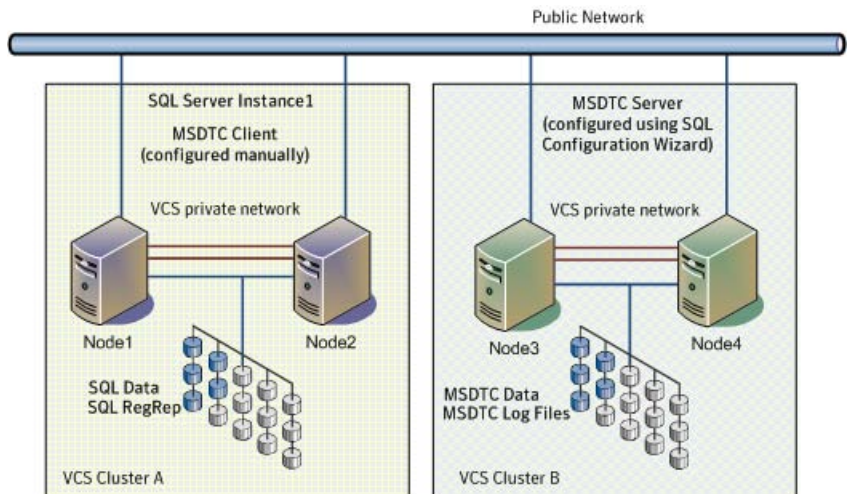 Public Network
SQL Server Instance1
MSDTC Client
(configured manually)
VCS private network
Node1
Node2
SQL Data
SQL RegRep
VCS Cluster A
MSDTC Server
(configured using SQL
Configuration Wizard)
VCS private network
Node3
Node4
MSDTC Data
MSDTC Log Files
VCS Cluster B